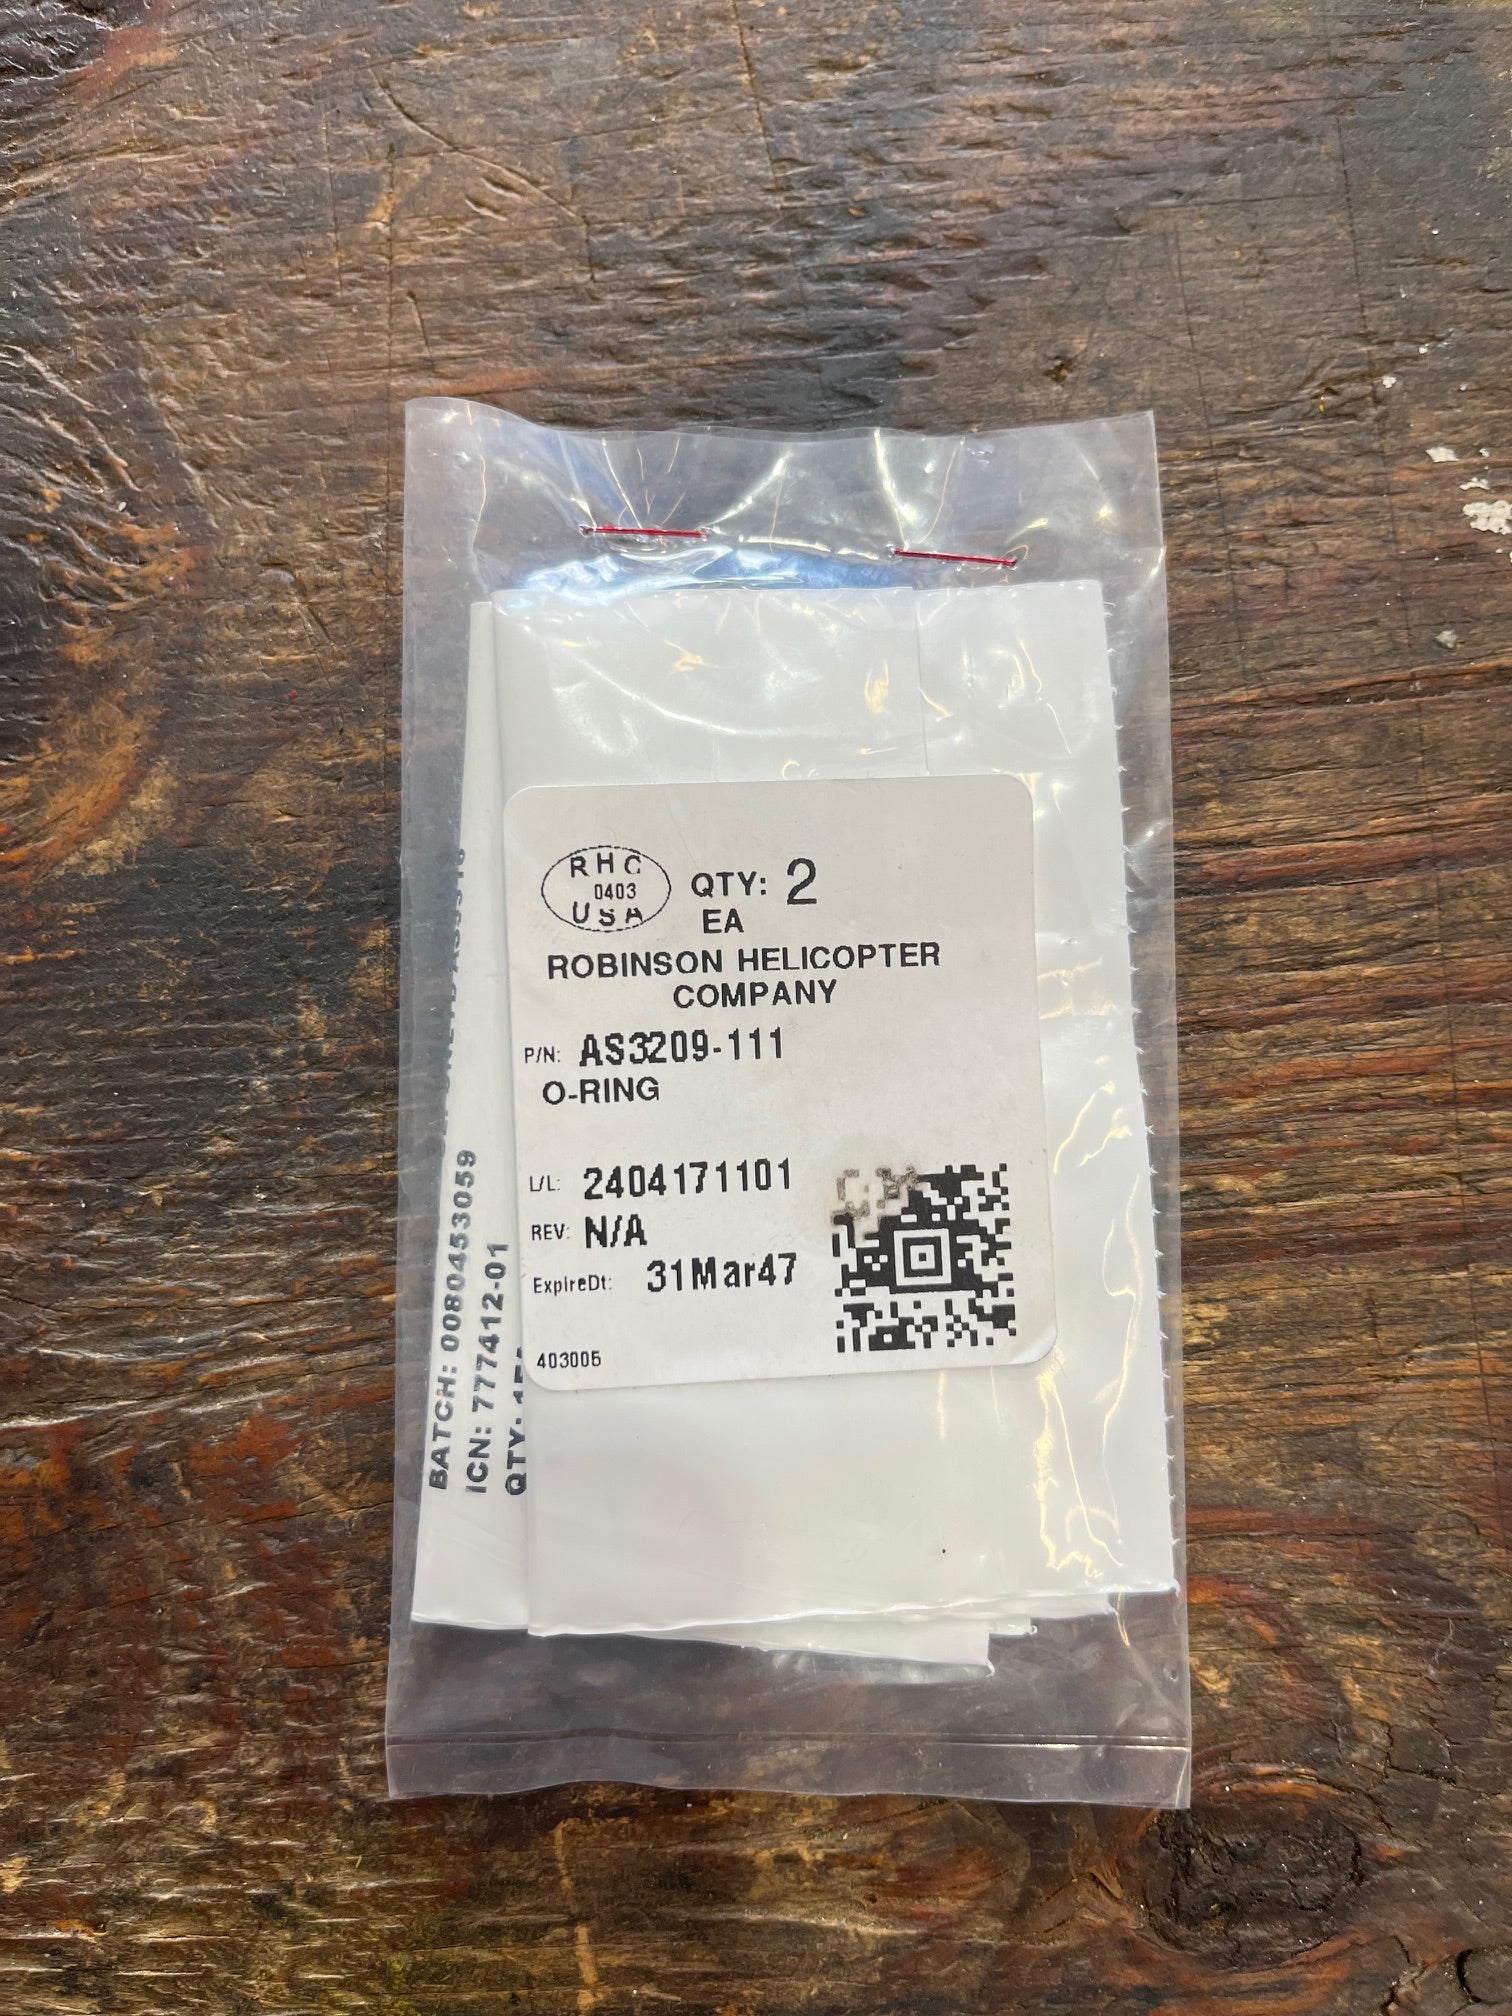 RHC
0403
USA
QTY: 2
EA
ROBINSON HELICOPTER
COMPANY
P/N: AS3209-111
O-RING
L/L: 2404171101
REV: N/A
ExpireDt: 31Mar47
403005
BATCH: 0080453059
ICN: 777412-01
QTY: